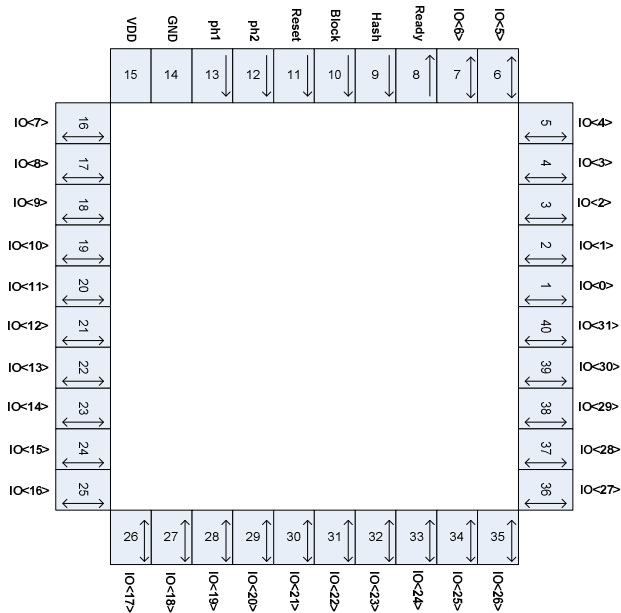 VDD GND ph1 ph2 Reset Block Hash Ready IO<6> IO<5>
15 14 13 12 11 10 9 8 7 6
IO<7> 16 5 IO<4>
IO<8> 17 4 IO<3>
IO<9> 18 3 IO<2>
IO<10> 19 2 IO<1>
IO<11> 20 1 IO<0>
IO<12> 21 40 IO<31>
IO<13> 22 39 IO<30>
IO<14> 23 38 IO<29>
IO<15> 24 37 IO<28>
IO<16> 25 36 IO<27>
26 27 28 29 30 31 32 33 34 35
IO<17> IO<18> IO<19> IO<20> IO<21> IO<22> IO<23> IO<24> IO<25> IO<26>